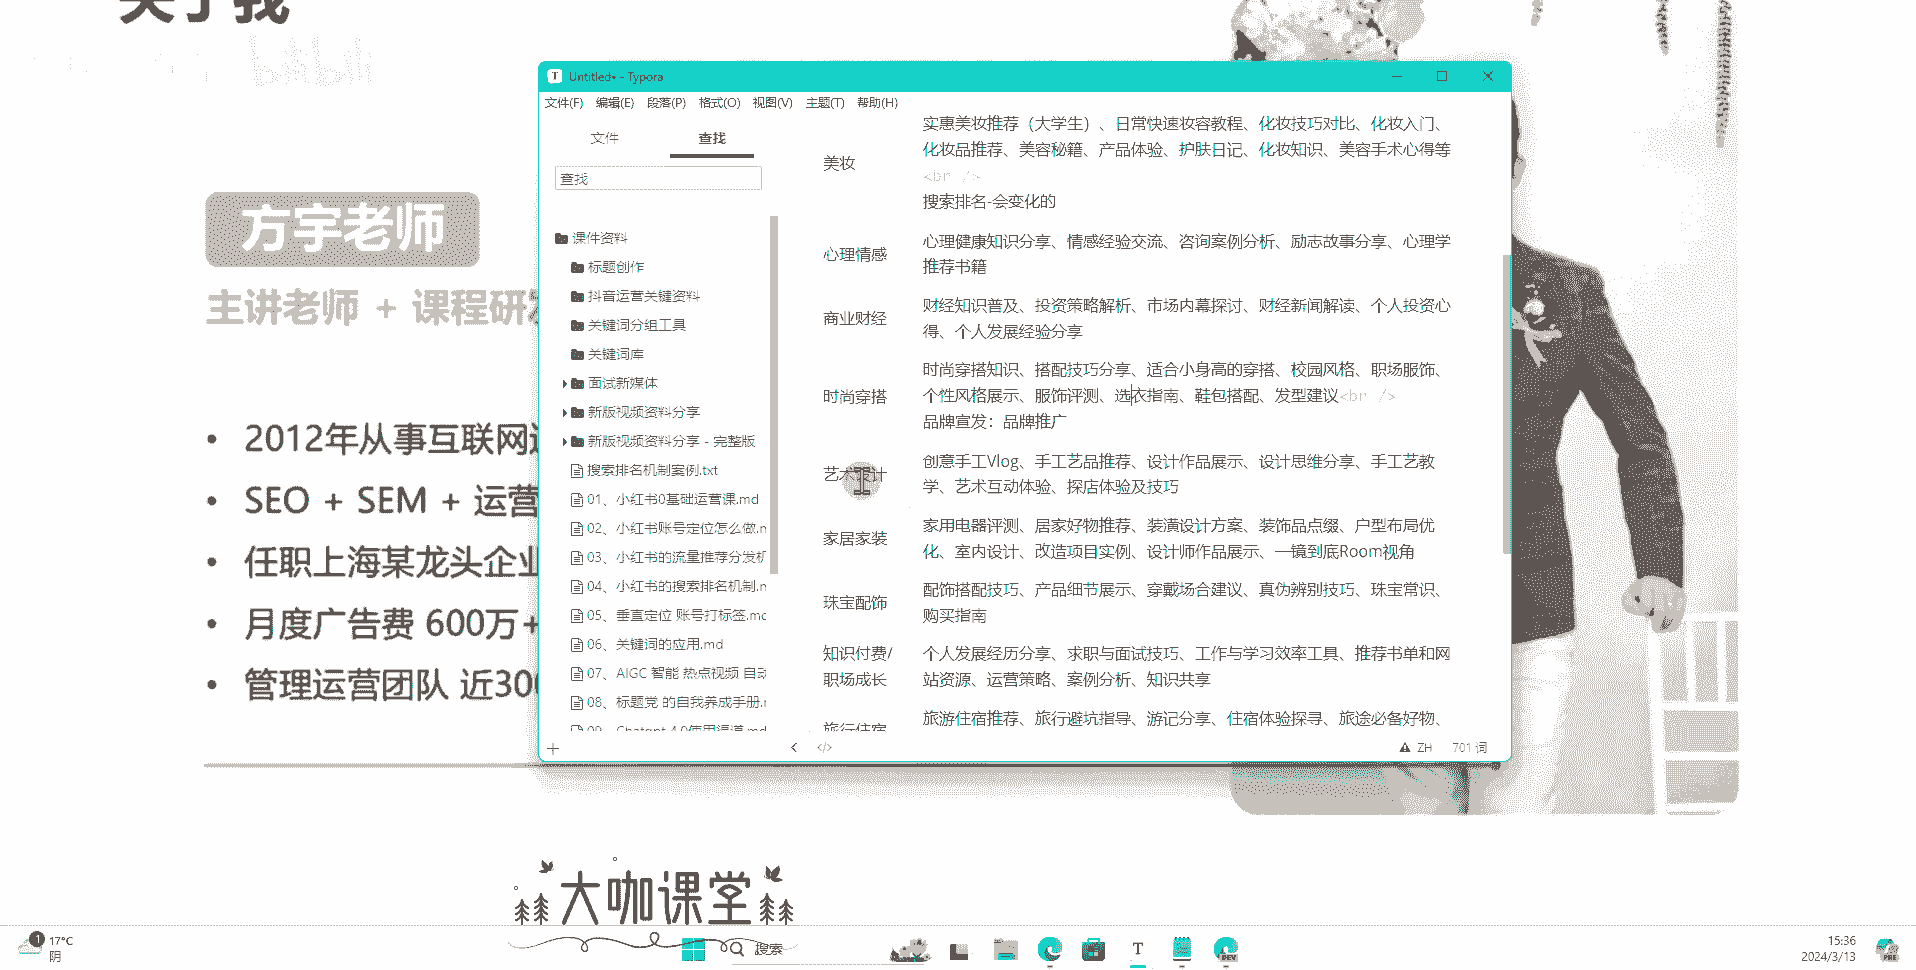 关于我
bilibili
方宇老师
主讲老师 + 课程研
2012年从事互联网
SEO + SEM + 运营
任职上海某龙头企业
月度广告费 600万+
管理运营团队 近300
Untitled• - Typora
文件(F) 编辑(E) 段落(P) 格式(O) 视图(V) 主题(T) 帮助(H)
文件 查找
查找
课件资料
标题创作
抖音运营关键资料
关键词分组工具
关键词库
面试新媒体
新版视频资料分享
新版视频资料分享 - 完整版
搜索排名机制案例.txt
01、小红书0基础运营课.md
02、小红书账号定位怎么做.m
03、小红书的流量推荐分发机
04、小红书的搜索排名机制.m
05、垂直定位 账号打标签.md
06、关键词的应用.md
07、AIGC 智能 热点视频 自动
08、标题党 的自我养成手册.m
09、Chatgpt 4.0使用渠道.md
美妆
实惠美妆推荐（大学生）、日常快速妆容教程、化妆技巧对比、化妆入门、
化妆品推荐、美容秘籍、产品体验、护肤日记、化妆知识、美容手术心得等
<br />
搜索排名-会变化的
心理情感
心理健康知识分享、情感经验交流、咨询案例分析、励志故事分享、心理学
推荐书籍
商业财经
财经知识普及、投资策略解析、市场内幕探讨、财经新闻解读、个人投资心
得、个人发展经验分享
时尚穿搭
时尚穿搭知识、搭配技巧分享、适合小身高的穿搭、校园风格、职场服饰、
个性风格展示、服饰评测、选衣指南、鞋包搭配、发型建议<br />
品牌宣发：品牌推广
艺术设计
创意手工Vlog、手工艺品推荐、设计作品展示、设计思维分享、手工艺教
学、艺术互动体验、探店体验及技巧
家居家装
家用电器评测、居家好物推荐、装潢设计方案、装饰品点缀、户型布局优
化、室内设计、改造项目实例、设计师作品展示、一镜到底Room视角
珠宝配饰
配饰搭配技巧、产品细节展示、穿戴场合建议、真伪辨别技巧、珠宝常识、
购买指南
知识付费/
职场成长
个人发展经历分享、求职与面试技巧、工作与学习效率工具、推荐书单和网
站资源、运营策略、案例分析、知识共享
旅行住宿
旅游住宿推荐、旅行避坑指导、游记分享、住宿体验探寻、旅途必备好物、
ZH 701 词
大咖课堂
1
17°C
阴
搜索
DEV
15:36
2024/3/13
PRE